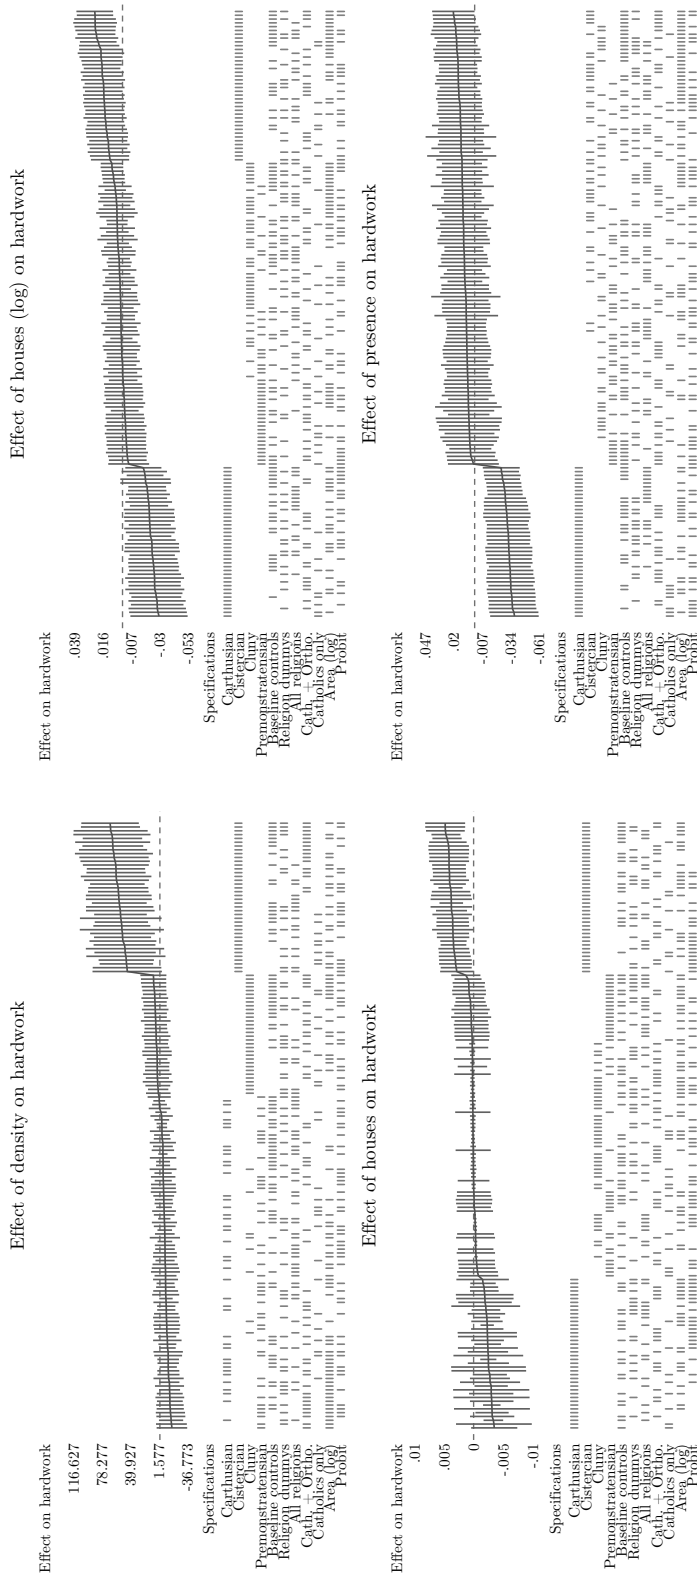 Effect of density on hardwork
Effect on hardwork
116.627
78.277
39.927
1.577
-36.773
Specifications
Carthusian
Cistercian
Cluny
Premonstratensian
Baseline controls
Religion dummys
All religions
Cath. + Ortho.
Catholics only
Area (log)
Probit
Effect of houses (log) on hardwork
Effect on hardwork
.039
.016
-.007
-.03
-.053
Specifications
Carthusian
Cistercian
Cluny
Premonstratensian
Baseline controls
Religion dummys
All religions
Cath. + Ortho.
Catholics only
Area (log)
Probit
Effect of houses on hardwork
Effect on hardwork
.01
.005
0
-.005
-.01
Specifications
Carthusian
Cistercian
Cluny
Premonstratensian
Baseline controls
Religion dummys
All religions
Cath. + Ortho.
Catholics only
Area (log)
Probit
Effect of presence on hardwork
Effect on hardwork
.047
.02
-.007
-.034
-.061
Specifications
Carthusian
Cistercian
Cluny
Premonstratensian
Baseline controls
Religion dummys
All religions
Cath. + Ortho.
Catholics only
Area (log)
Probit